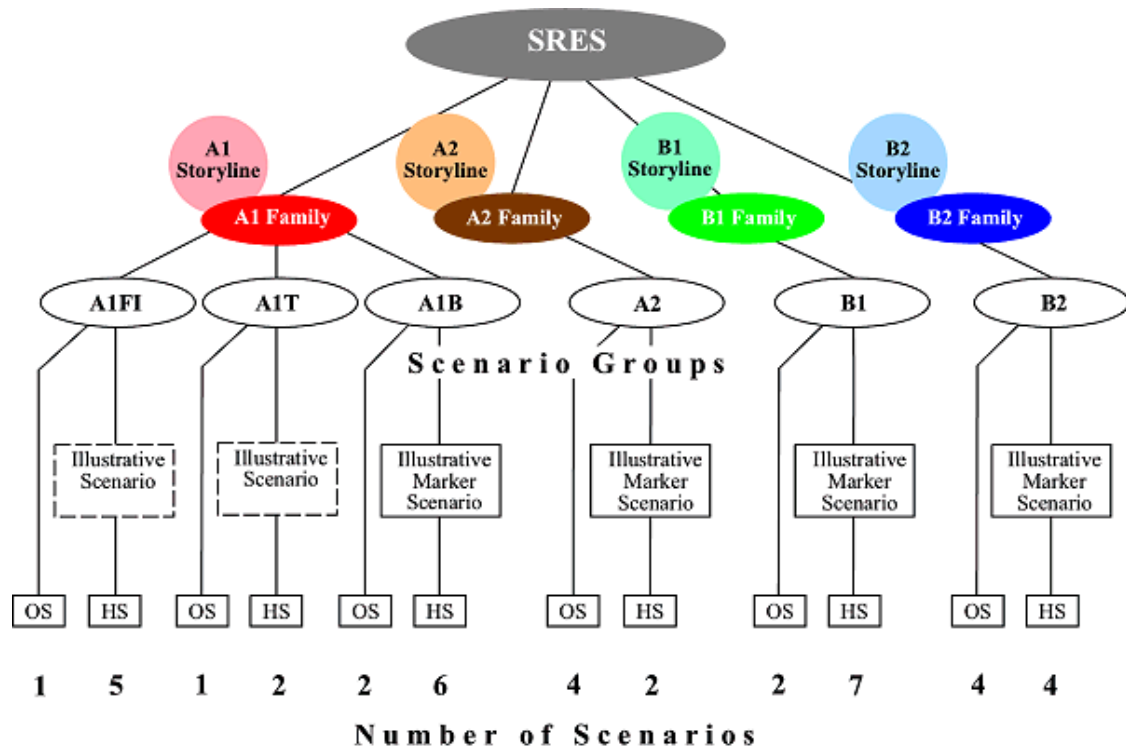 SRES
A1
Storyline
A2
Storyline
B1
Storyline
B2
Storyline
A1 Family
A2 Family
B1 Family
B2 Family
A1FI
A1T
A1B
A2
B1
B2
Scenario Groups
Illustrative
Scenario
Illustrative
Scenario
Illustrative
Marker
Scenario
Illustrative
Marker
Scenario
Illustrative
Marker
Scenario
Illustrative
Marker
Scenario
OS
HS
OS
HS
OS
HS
OS
HS
OS
HS
OS
HS
1 5 1 2 2 6 4 2 2 7 4 4
Number of Scenarios